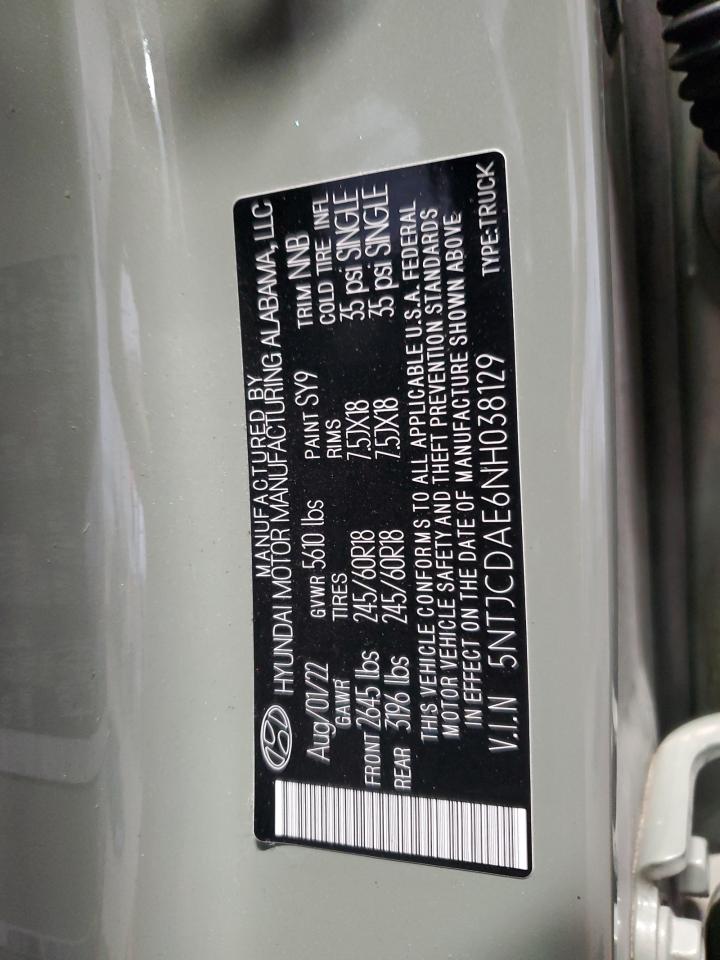 MANUFACTURED BY
HYUNDAI MOTOR MANUFACTURING ALABAMA, LLC
Aug/01/22 GVWR 5610 lbs PAINT SY9 TRIM NNB
GAWR TIRES RIMS COLD TIRE INFL
FRONT 2645 lbs 245/60R18 7.5JX18 35 psi SINGLE
REAR 3196 lbs 245/60R18 7.5JX18 35 psi SINGLE
THIS VEHICLE CONFORMS TO ALL APPLICABLE U.S.A. FEDERAL
MOTOR VEHICLE SAFETY AND THEFT PREVENTION STANDARDS
IN EFFECT ON THE DATE OF MANUFACTURE SHOWN ABOVE.
V.I.N 5NTJCDAE6NH038129 TYPE:TRUCK